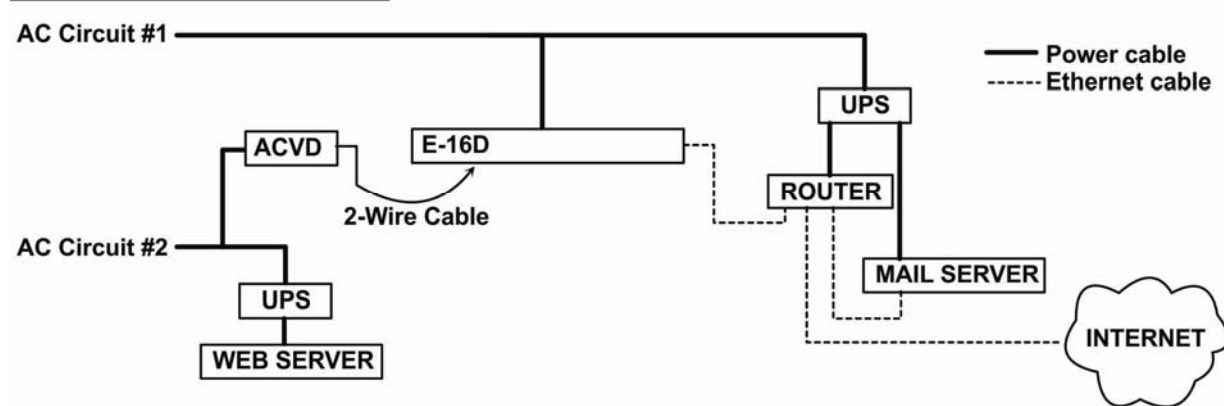 AC Circuit #1
Power cable
Ethernet cable
UPS
ACVD
E-16D
ROUTER
2-Wire Cable
AC Circuit #2
MAIL SERVER
UPS
INTERNET
WEB SERVER